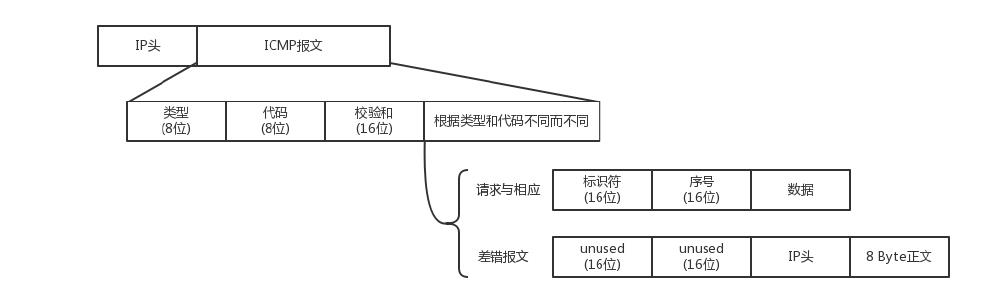 IP头
ICMP报文
类型
(8位)
代码
(8位)
校验和
(16位)
根据类型和代码不同而不同
请求与相应
标识符
(16位)
序号
(16位)
数据
差错报文
unused
(16位)
unused
(16位)
IP头
8 Byte正文